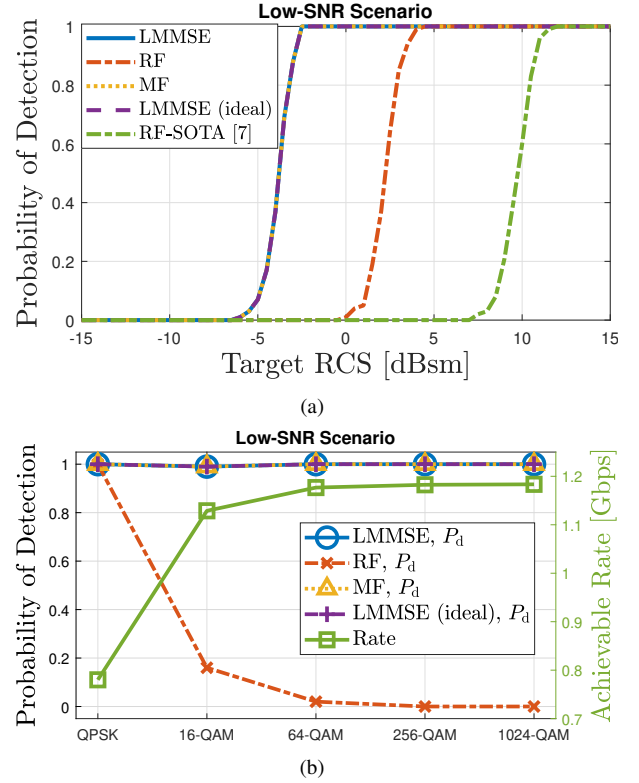 Low-SNR Scenario
Probability of Detection
1
0.8
0.6
0.4
0.2
0
LMMSE
RF
MF
LMMSE (ideal)
RF-SOTA [7]
-15
-10
-5
0
5
10
15
Target RCS [dBsm]
(a)
Low-SNR Scenario
Probability of Detection
1
0.8
0.6
0.4
0.2
0
LMMSE, Pd
RF, Pd
MF, Pd
LMMSE (ideal), Pd
Rate
1.2
1.1
1
0.9
0.8
0.7
Achievable Rate [Gbps]
QPSK
16-QAM
64-QAM
256-QAM
1024-QAM
(b)